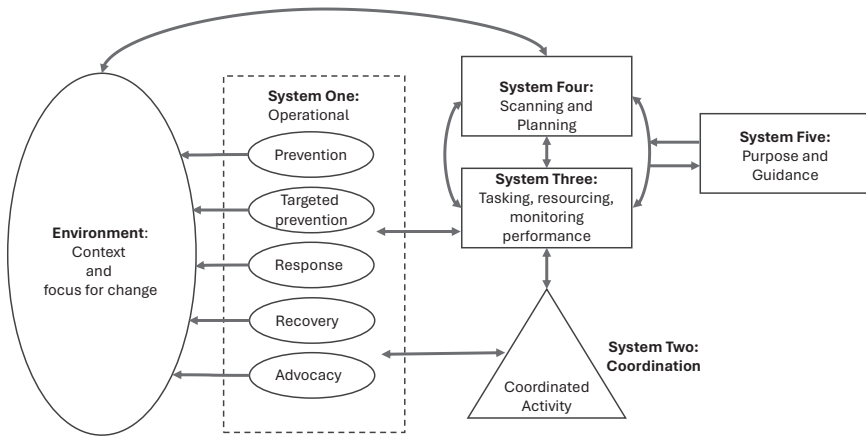 Environment:
Context
and
focus for change
System One:
Operational
Prevention
Targeted
prevention
Response
Recovery
Advocacy
System Four:
Scanning and
Planning
System Three:
Tasking, resourcing,
monitoring
performance
System Five:
Purpose and
Guidance
System Two:
Coordination
Coordinated
Activity